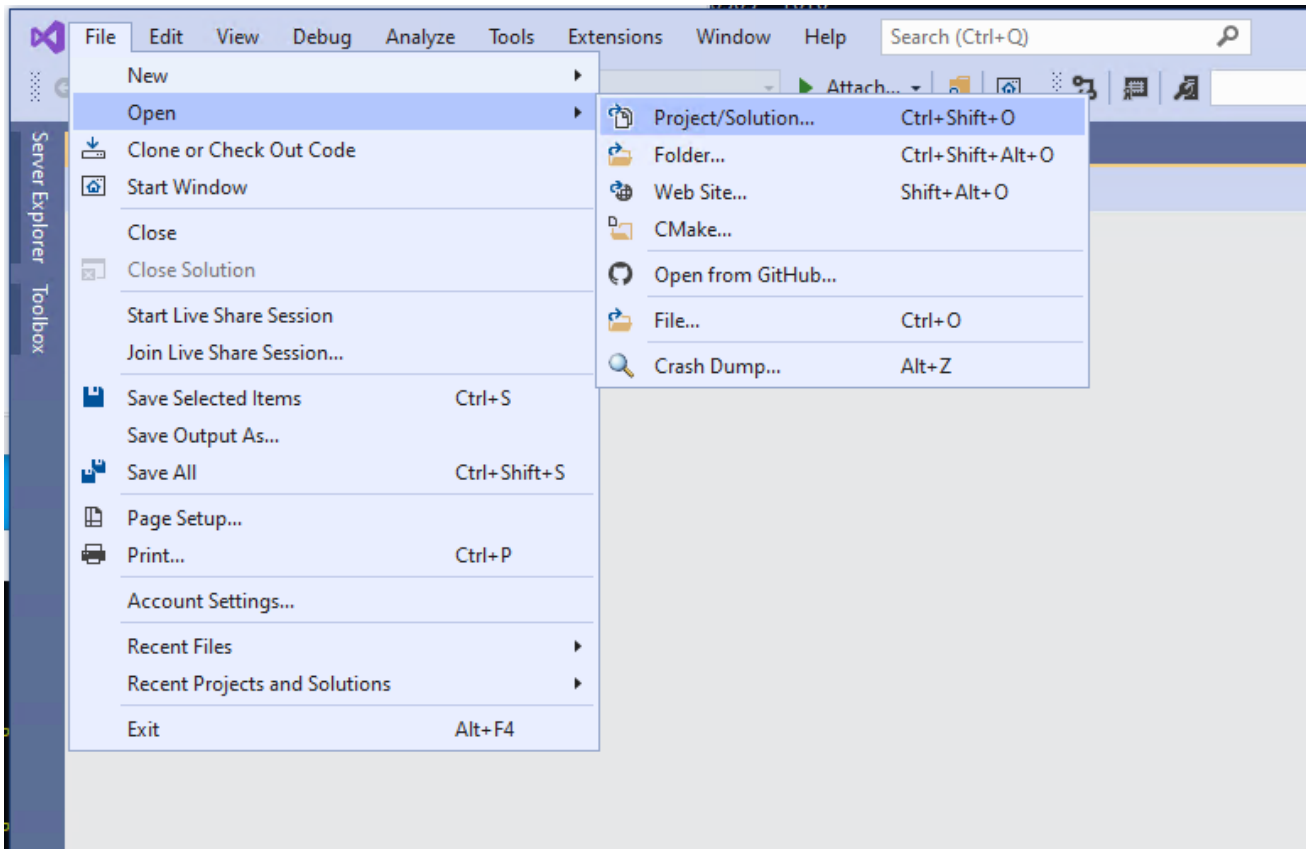 File Edit View Debug Analyze Tools Extensions Window Help Search (Ctrl+Q)
Attach...
New
Open
Clone or Check Out Code
Start Window
Close
Close Solution
Start Live Share Session
Join Live Share Session...
Save Selected Items Ctrl+S
Save Output As...
Save All Ctrl+Shift+S
Page Setup...
Print... Ctrl+P
Account Settings...
Recent Files
Recent Projects and Solutions
Exit Alt+F4
Project/Solution... Ctrl+Shift+O
Folder... Ctrl+Shift+Alt+O
Web Site... Shift+Alt+O
CMake...
Open from GitHub...
File... Ctrl+O
Crash Dump... Alt+Z
Server Explorer
Toolbox